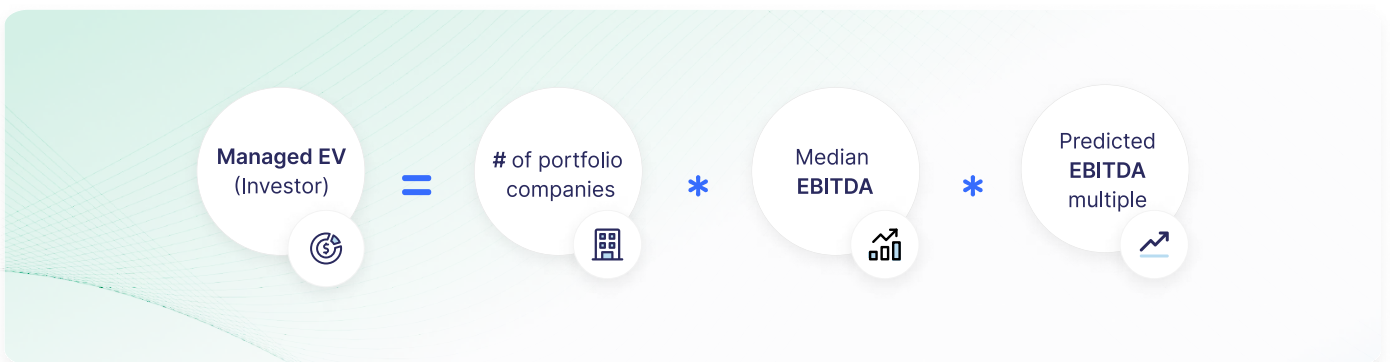 Managed EV
(Investor)
=
# of portfolio
companies
*
Median
EBITDA
*
Predicted
EBITDA
multiple